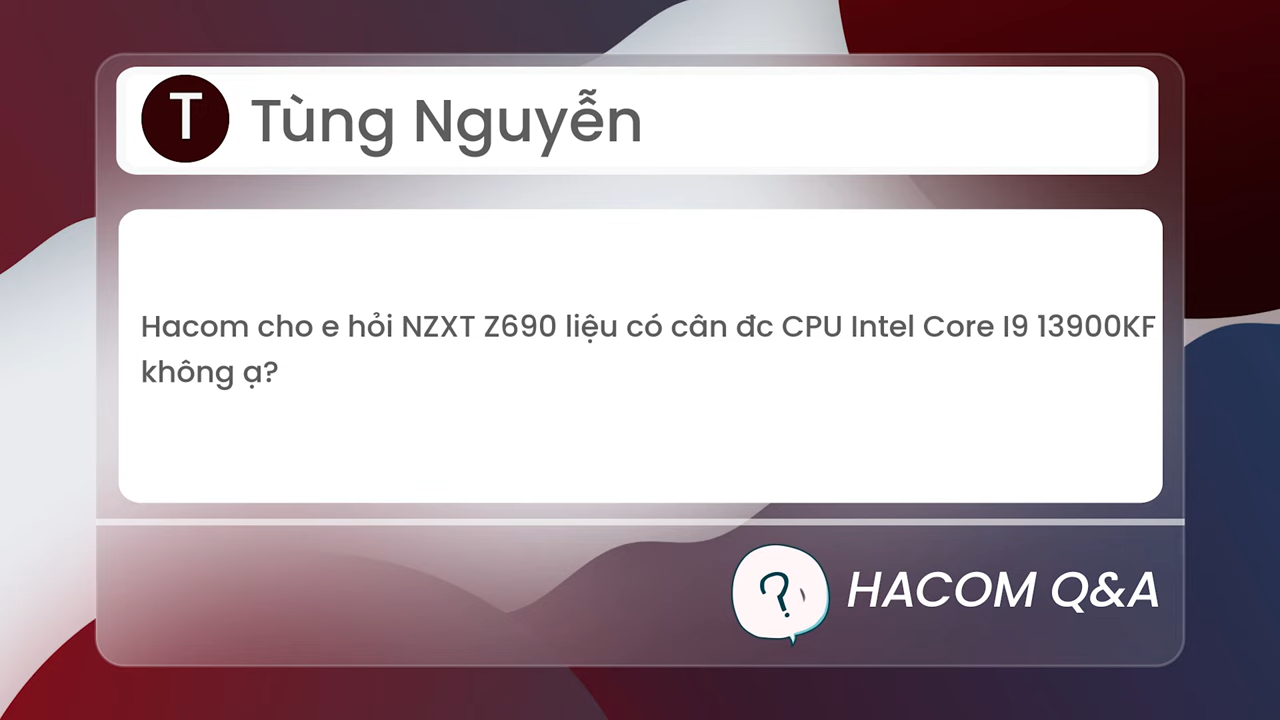 T
Tùng Nguyễn
Hacom cho e hỏi NZXT Z690 liệu có cân đc CPU Intel Core I9 13900KF
không ạ?
?
HACOM Q&A